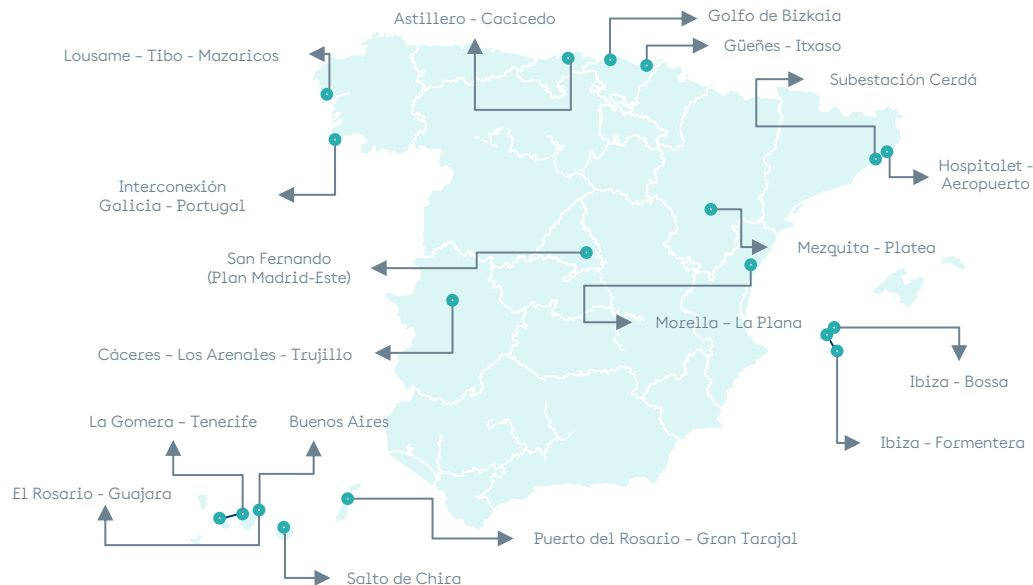 Astillero - Cacicedo
Golfo de Bizkaia
Lousame – Tibo - Mazaricos
Güeñes - Itxaso
Subestación Cerdá
Hospitalet -
Aeropuerto
Interconexión
Galicia - Portugal
Mezquita - Platea
San Fernando
(Plan Madrid-Este)
Morella – La Plana
Cáceres – Los Arenales - Trujillo
Ibiza - Bossa
La Gomera – Tenerife
Buenos Aires
Ibiza - Formentera
El Rosario - Guajara
Puerto del Rosario – Gran Tarajal
Salto de Chira